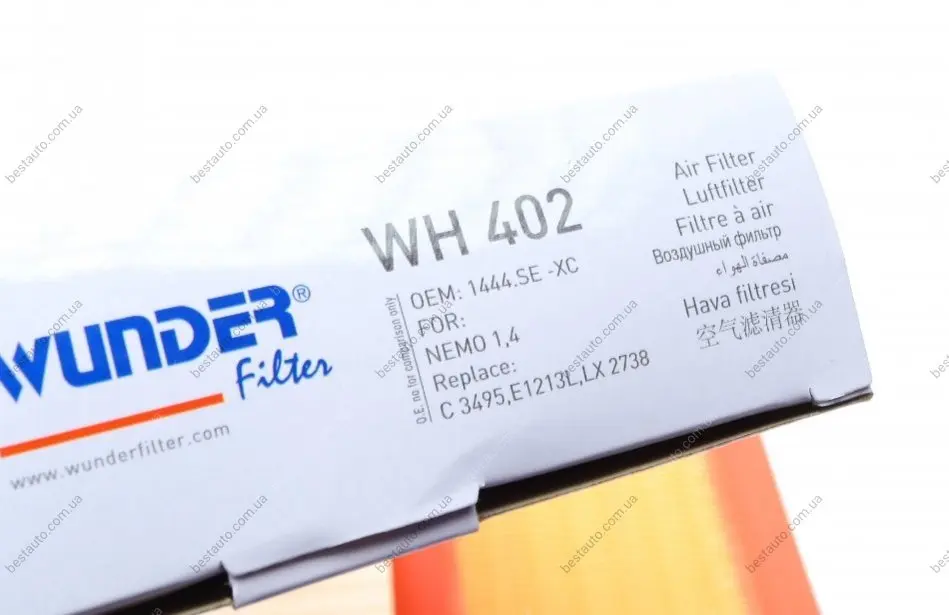 WUNDER®
Filter
www.wunderfilter.com
WH 402
O.E. no for comparison only
OEM: 1444.SE -XC
FOR:
NEMO 1,4
Replace:
C 3495,E1213L,LX 2738
Air Filter
Luftfilter
Filtre à air
Воздушный фильтр
مصفاة الهواء
Hava filtresi
空气滤清器
bestauto.com.ua